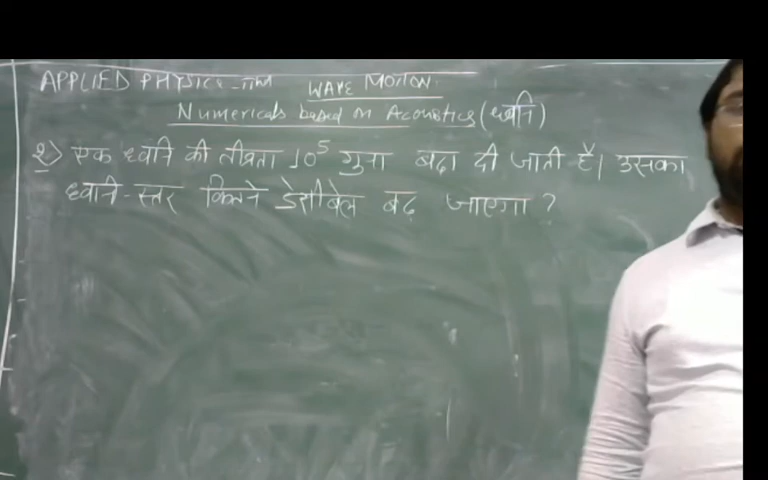 APPLIED PHYSICS-IInd WAVE MOTION
Numericals based on Acoustics (ध्वनि)
2) एक ध्वनि की तीव्रता 10⁵ गुना बढ़ा दी जाती है। उसका
ध्वनि-स्तर कितने डेसीबेल बढ़ जाएगा ?